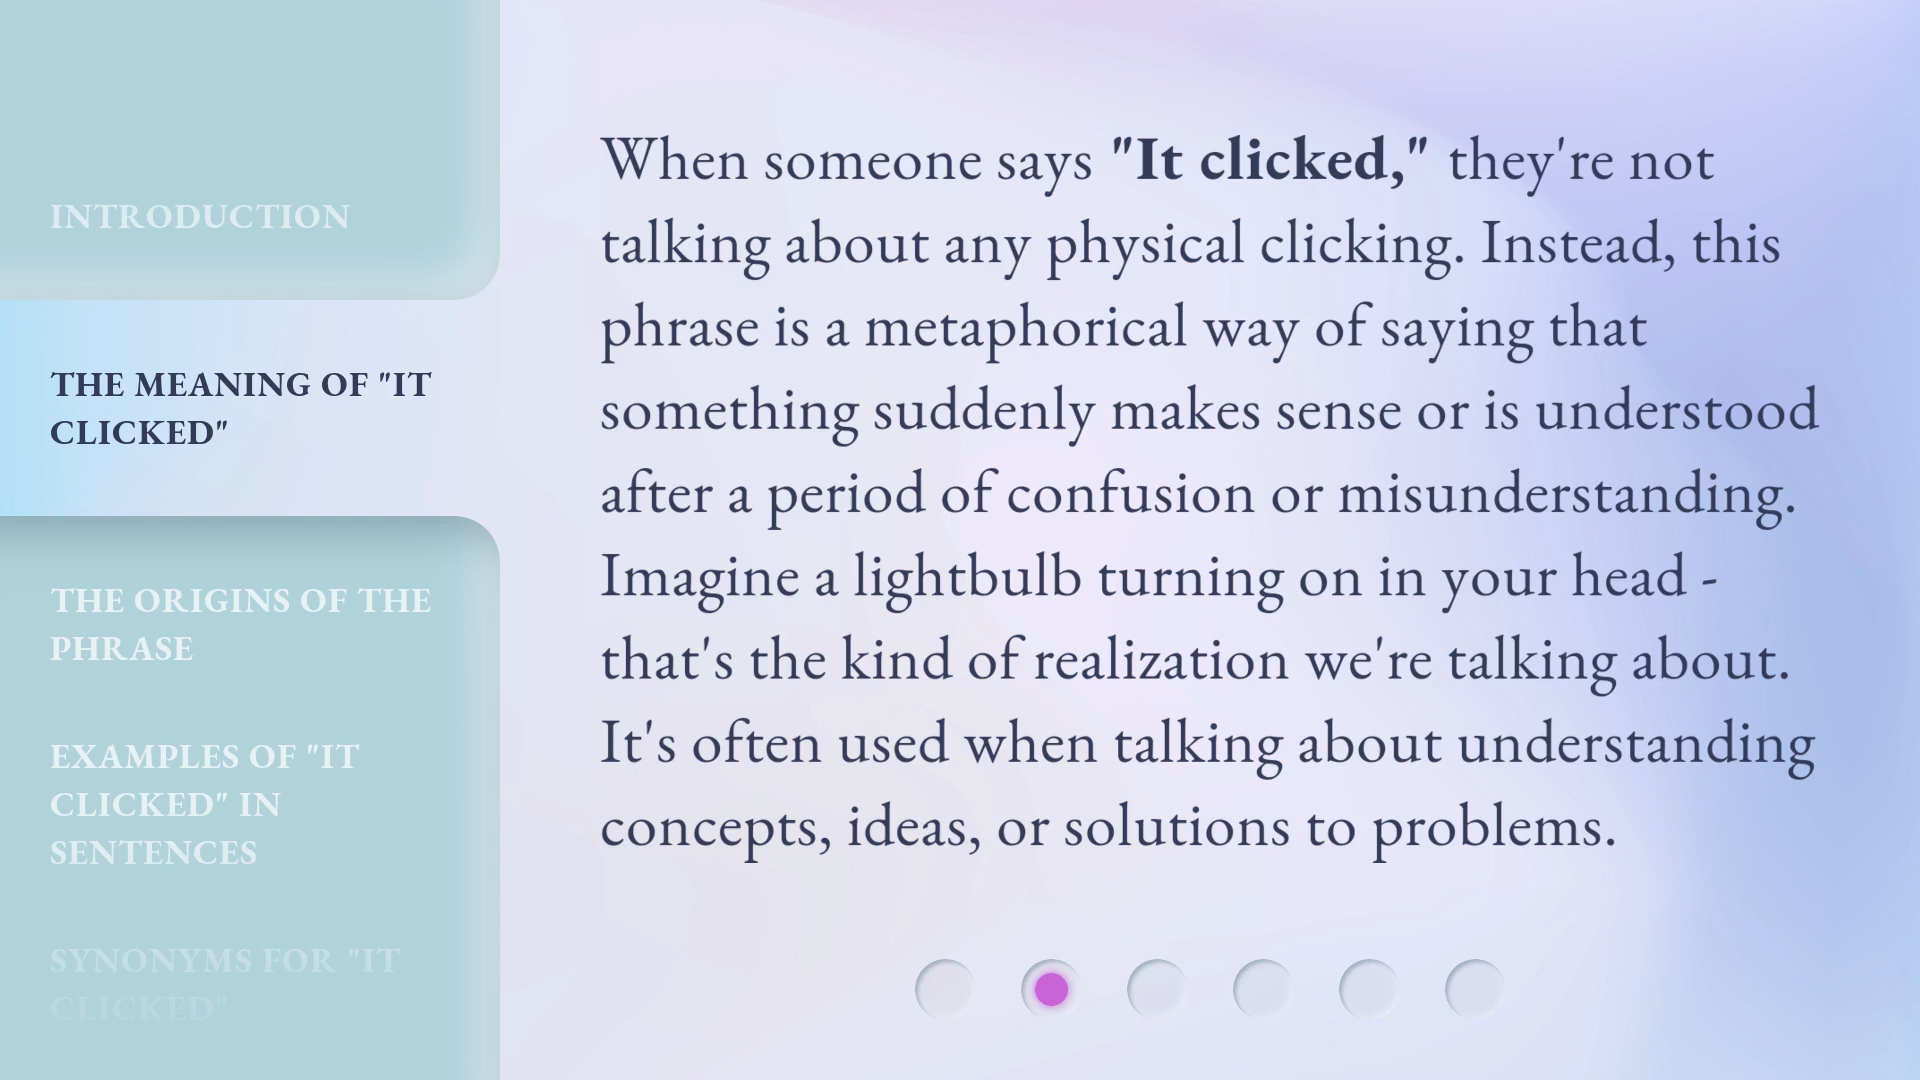 INTRODUCTION
THE MEANING OF "IT
CLICKED"
THE ORIGINS OF THE
PHRASE
EXAMPLES OF "IT
CLICKED" IN
SENTENCES
SYNONYMS FOR "IT
CLICKED"
When someone says "It clicked," they're not
talking about any physical clicking. Instead, this
phrase is a metaphorical way of saying that
something suddenly makes sense or is understood
after a period of confusion or misunderstanding.
Imagine a lightbulb turning on in your head -
that's the kind of realization we're talking about.
It's often used when talking about understanding
concepts, ideas, or solutions to problems.